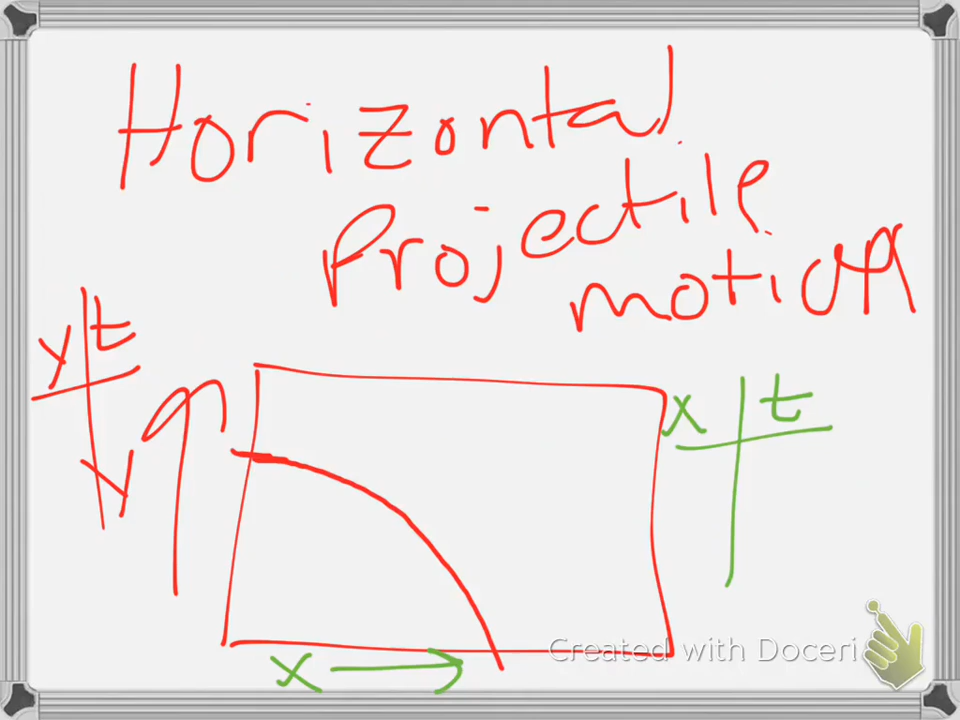 Horizontal
Projectile
motion
y t
x t
x
Created with Doceri